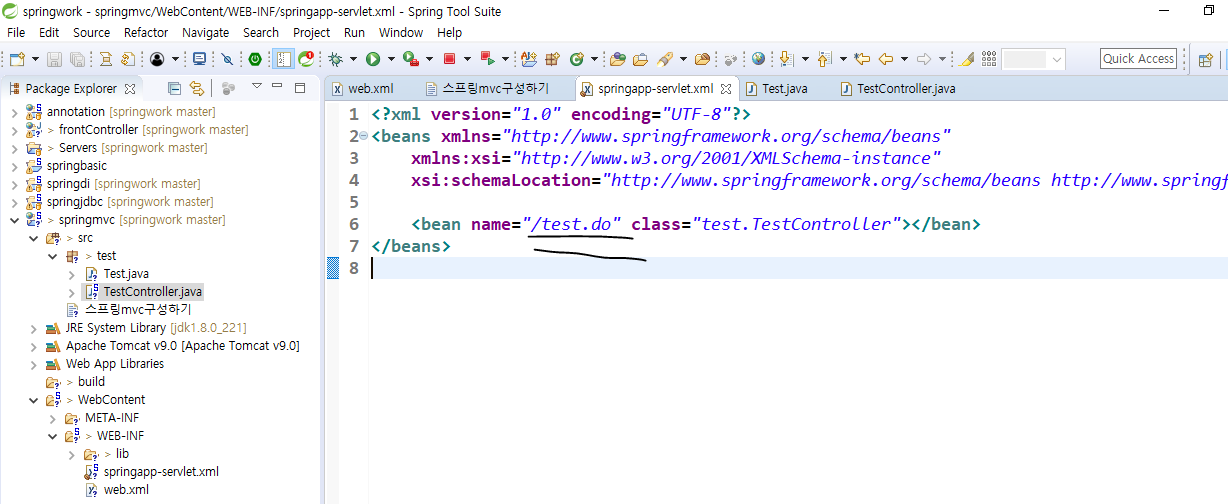 springwork - springmvc/WebContent/WEB-INF/springapp-servlet.xml - Spring Tool Suite
File Edit Source Refactor Navigate Search Project Run Window Help
Quick Access
Package Explorer
web.xml 스프링mvc구성하기 springapp-servlet.xml Test.java TestController.java
annotation [springwork master]
> frontController [springwork master]
> Servers [springwork master]
springbasic
springdi [springwork master]
springjdbc [springwork master]
> springmvc [springwork master]
> src
> test
Test.java
TestController.java
스프링mvc구성하기
JRE System Library [jdk1.8.0_221]
Apache Tomcat v9.0 [Apache Tomcat v9.0]
Web App Libraries
> build
> WebContent
META-INF
> WEB-INF
> lib
springapp-servlet.xml
web.xml
1 <?xml version="1.0" encoding="UTF-8"?>
2 <beans xmlns="http://www.springframework.org/schema/beans"
3 xmlns:xsi="http://www.w3.org/2001/XMLSchema-instance"
4 xsi:schemaLocation="http://www.springframework.org/schema/beans http://www.springf
5
6 <bean name="/test.do" class="test.TestController"></bean>
7 </beans>
8